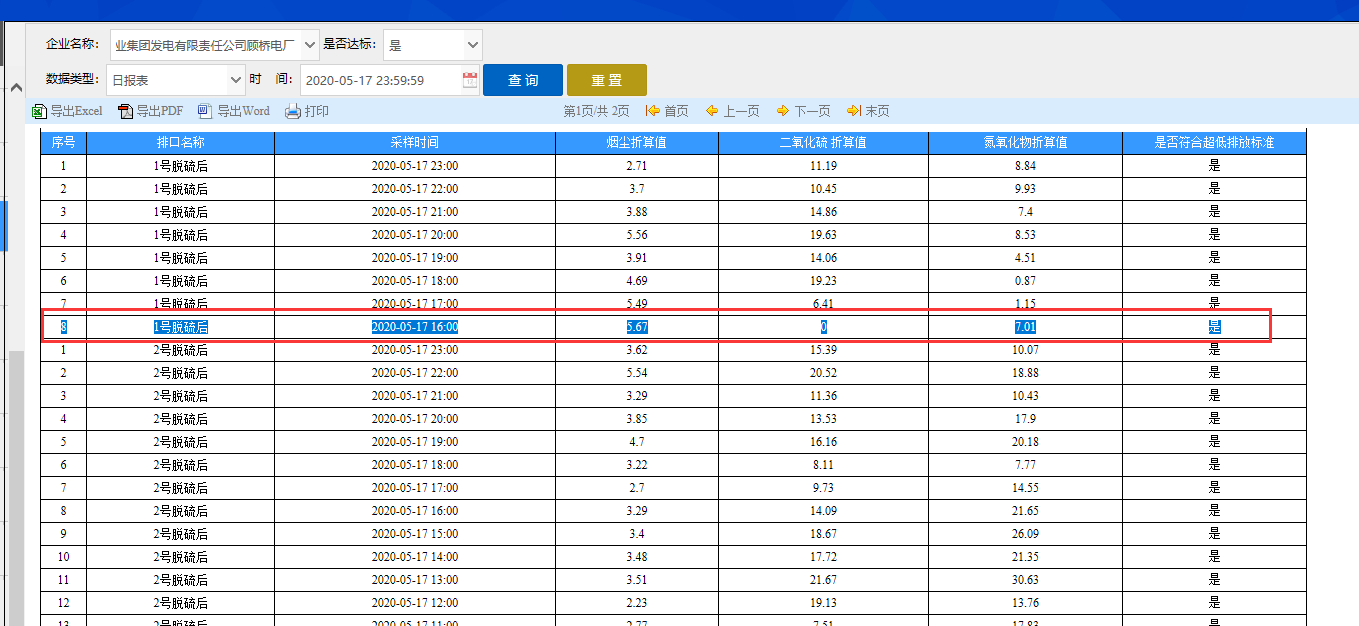 企业名称: 业集团发电有限责任公司顾桥电厂 是否达标: 是
数据类型: 日报表 时 间: 2020-05-17 23:59:59 查 询 重 置
导出Excel 导出PDF 导出Word 打印 第1页/共 2页 首页 上一页 下一页 末页
序号 排口名称 采样时间 烟尘折算值 二氧化硫 折算值 氮氧化物折算值 是否符合超低排放标准
1 1号脱硫后 2020-05-17 23:00 2.71 11.19 8.84 是
2 1号脱硫后 2020-05-17 22:00 3.7 10.45 9.93 是
3 1号脱硫后 2020-05-17 21:00 3.88 14.86 7.4 是
4 1号脱硫后 2020-05-17 20:00 5.56 19.63 8.53 是
5 1号脱硫后 2020-05-17 19:00 3.91 14.06 4.51 是
6 1号脱硫后 2020-05-17 18:00 4.69 19.23 0.87 是
7 1号脱硫后 2020-05-17 17:00 5.49 6.41 1.15 是
8 1号脱硫后 2020-05-17 16:00 5.67 0 7.01 是
1 2号脱硫后 2020-05-17 23:00 3.62 15.39 10.07 是
2 2号脱硫后 2020-05-17 22:00 5.54 20.52 18.88 是
3 2号脱硫后 2020-05-17 21:00 3.29 11.36 10.43 是
4 2号脱硫后 2020-05-17 20:00 3.85 13.53 17.9 是
5 2号脱硫后 2020-05-17 19:00 4.7 16.16 20.18 是
6 2号脱硫后 2020-05-17 18:00 3.22 8.11 7.77 是
7 2号脱硫后 2020-05-17 17:00 2.7 9.73 14.55 是
8 2号脱硫后 2020-05-17 16:00 3.29 14.09 21.65 是
9 2号脱硫后 2020-05-17 15:00 3.4 18.67 26.09 是
10 2号脱硫后 2020-05-17 14:00 3.48 17.72 21.35 是
11 2号脱硫后 2020-05-17 13:00 3.51 21.67 30.63 是
12 2号脱硫后 2020-05-17 12:00 2.23 19.13 13.76 是
13 2号脱硫后 2020-05-17 11:00 2.77 7.51 17.83 是